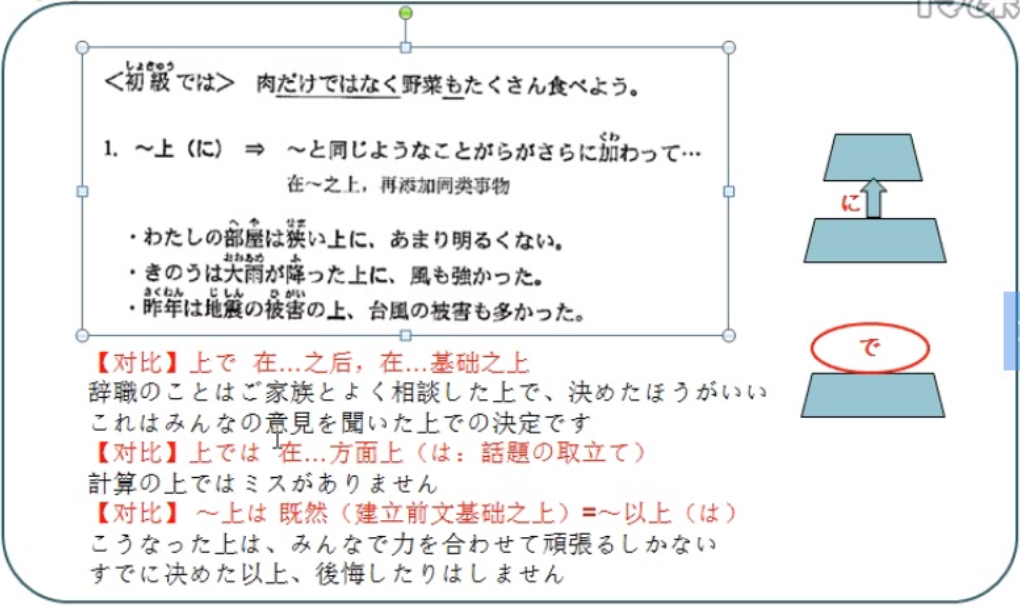 <初級では> 肉だけではなく野菜もたくさん食べよう。
1. ~上(に) ⇒ ~と同じようなことがらがさらに加わって…
在~之上，再添加同类事物
・わたしの部屋は狭い上に、あまり明るくない。
・きのうは大雨が降った上に、風も強かった。
・昨年は地震の被害の上、台風の被害も多かった。
【对比】上で 在…之后，在…基础之上
辞職のことはご家族とよく相談した上で、決めたほうがいい
これはみんなの意見を聞いた上での決定です
【对比】上では 在…方面上（は：話題の取立て）
計算の上ではミスがありません
【对比】～上は 既然（建立前文基础之上）=～以上（は）
こうなった上は、みんなで力を合わせて頑張るしかない
すでに決めた以上、後悔したりはしません
に
で